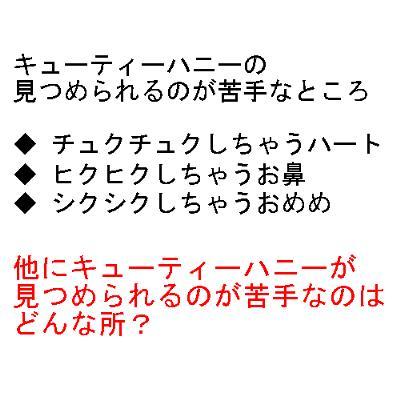 キューティーハニーの
見つめられるのが苦手なところ
◆ チュクチュクしちゃうハート
◆ ヒクヒクしちゃうお鼻
◆ シクシクしちゃうおめめ
他にキューティーハニーが
見つめられるのが苦手なのは
どんな所？